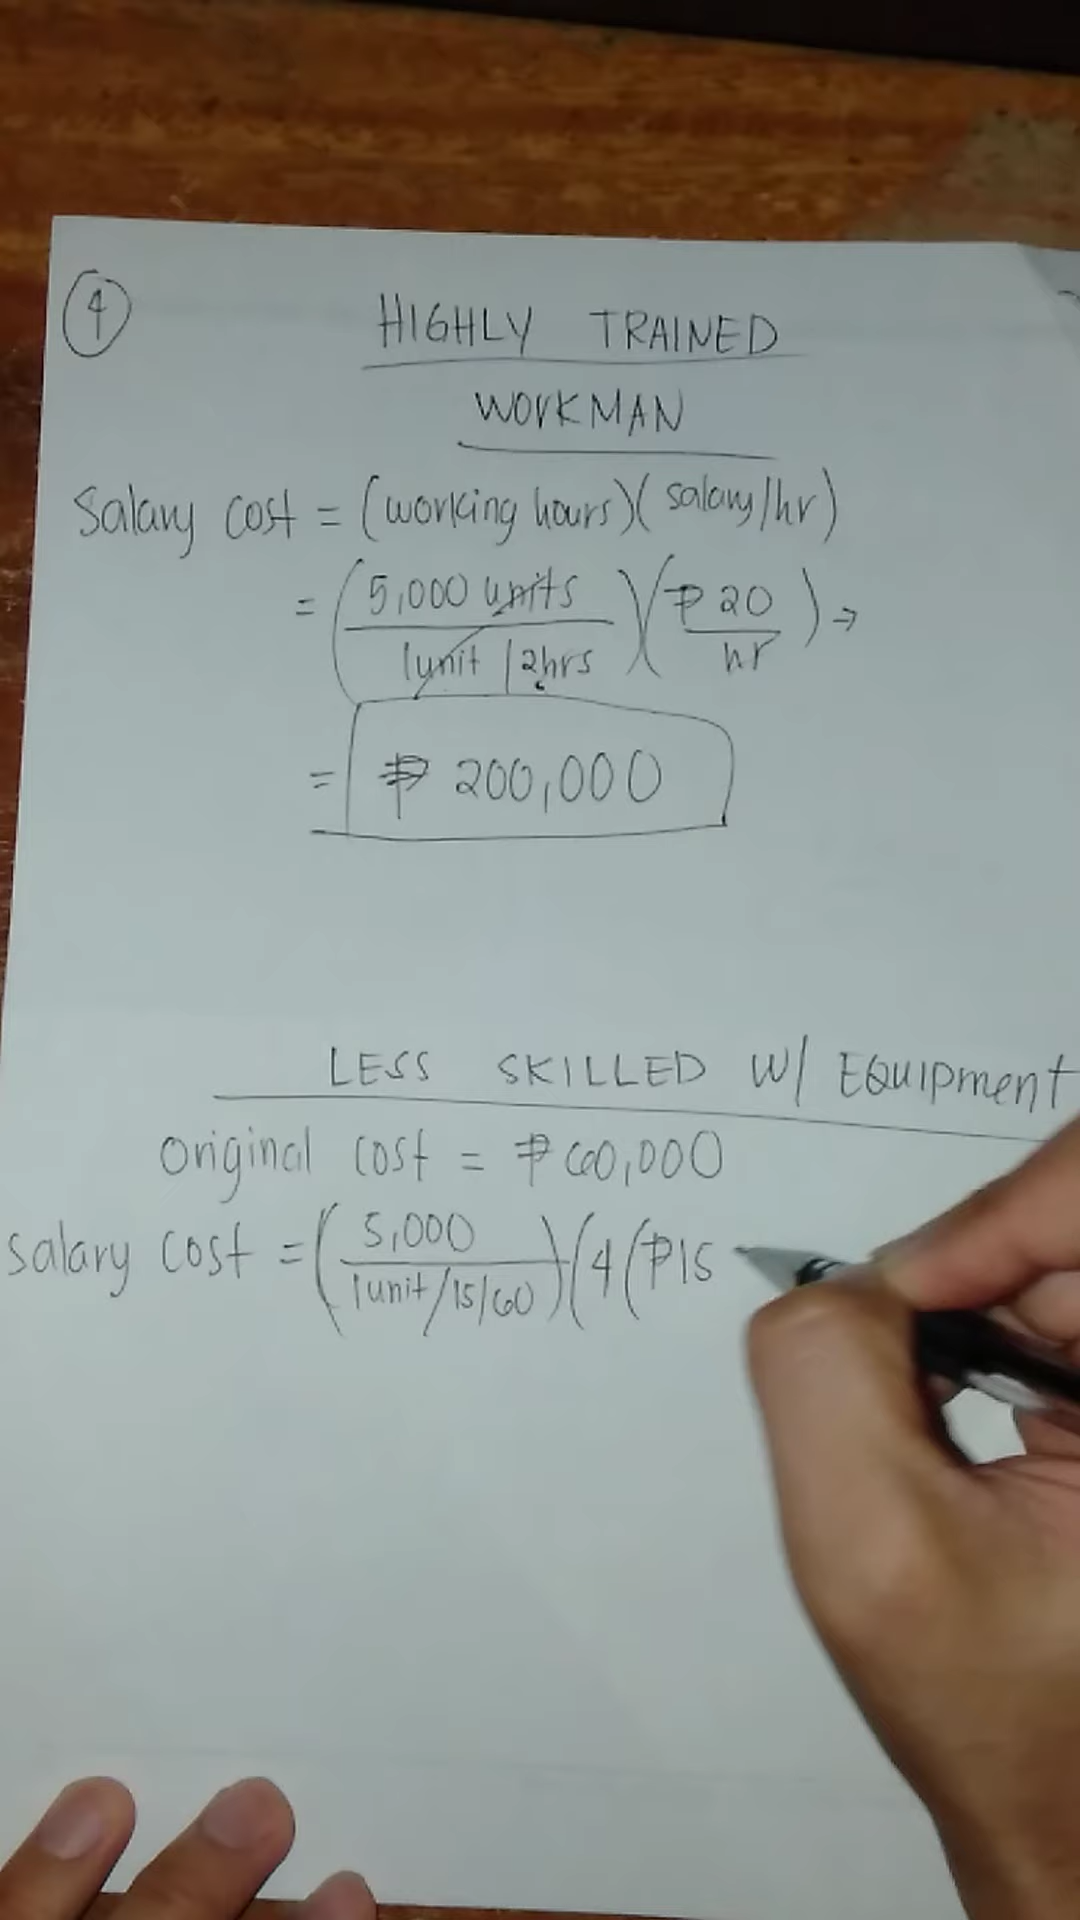 4
HIGHLY TRAINED
WORKMAN
Salary cost = (working hours)(salary/hr)
= (5,000 units / 1unit/2hrs)(₱20/hr) →
= ₱ 200,000
LESS SKILLED W/ EQUIPMENT
Original cost = ₱60,000
Salary cost = (5,000 / 1unit/15/60)(4(₱15